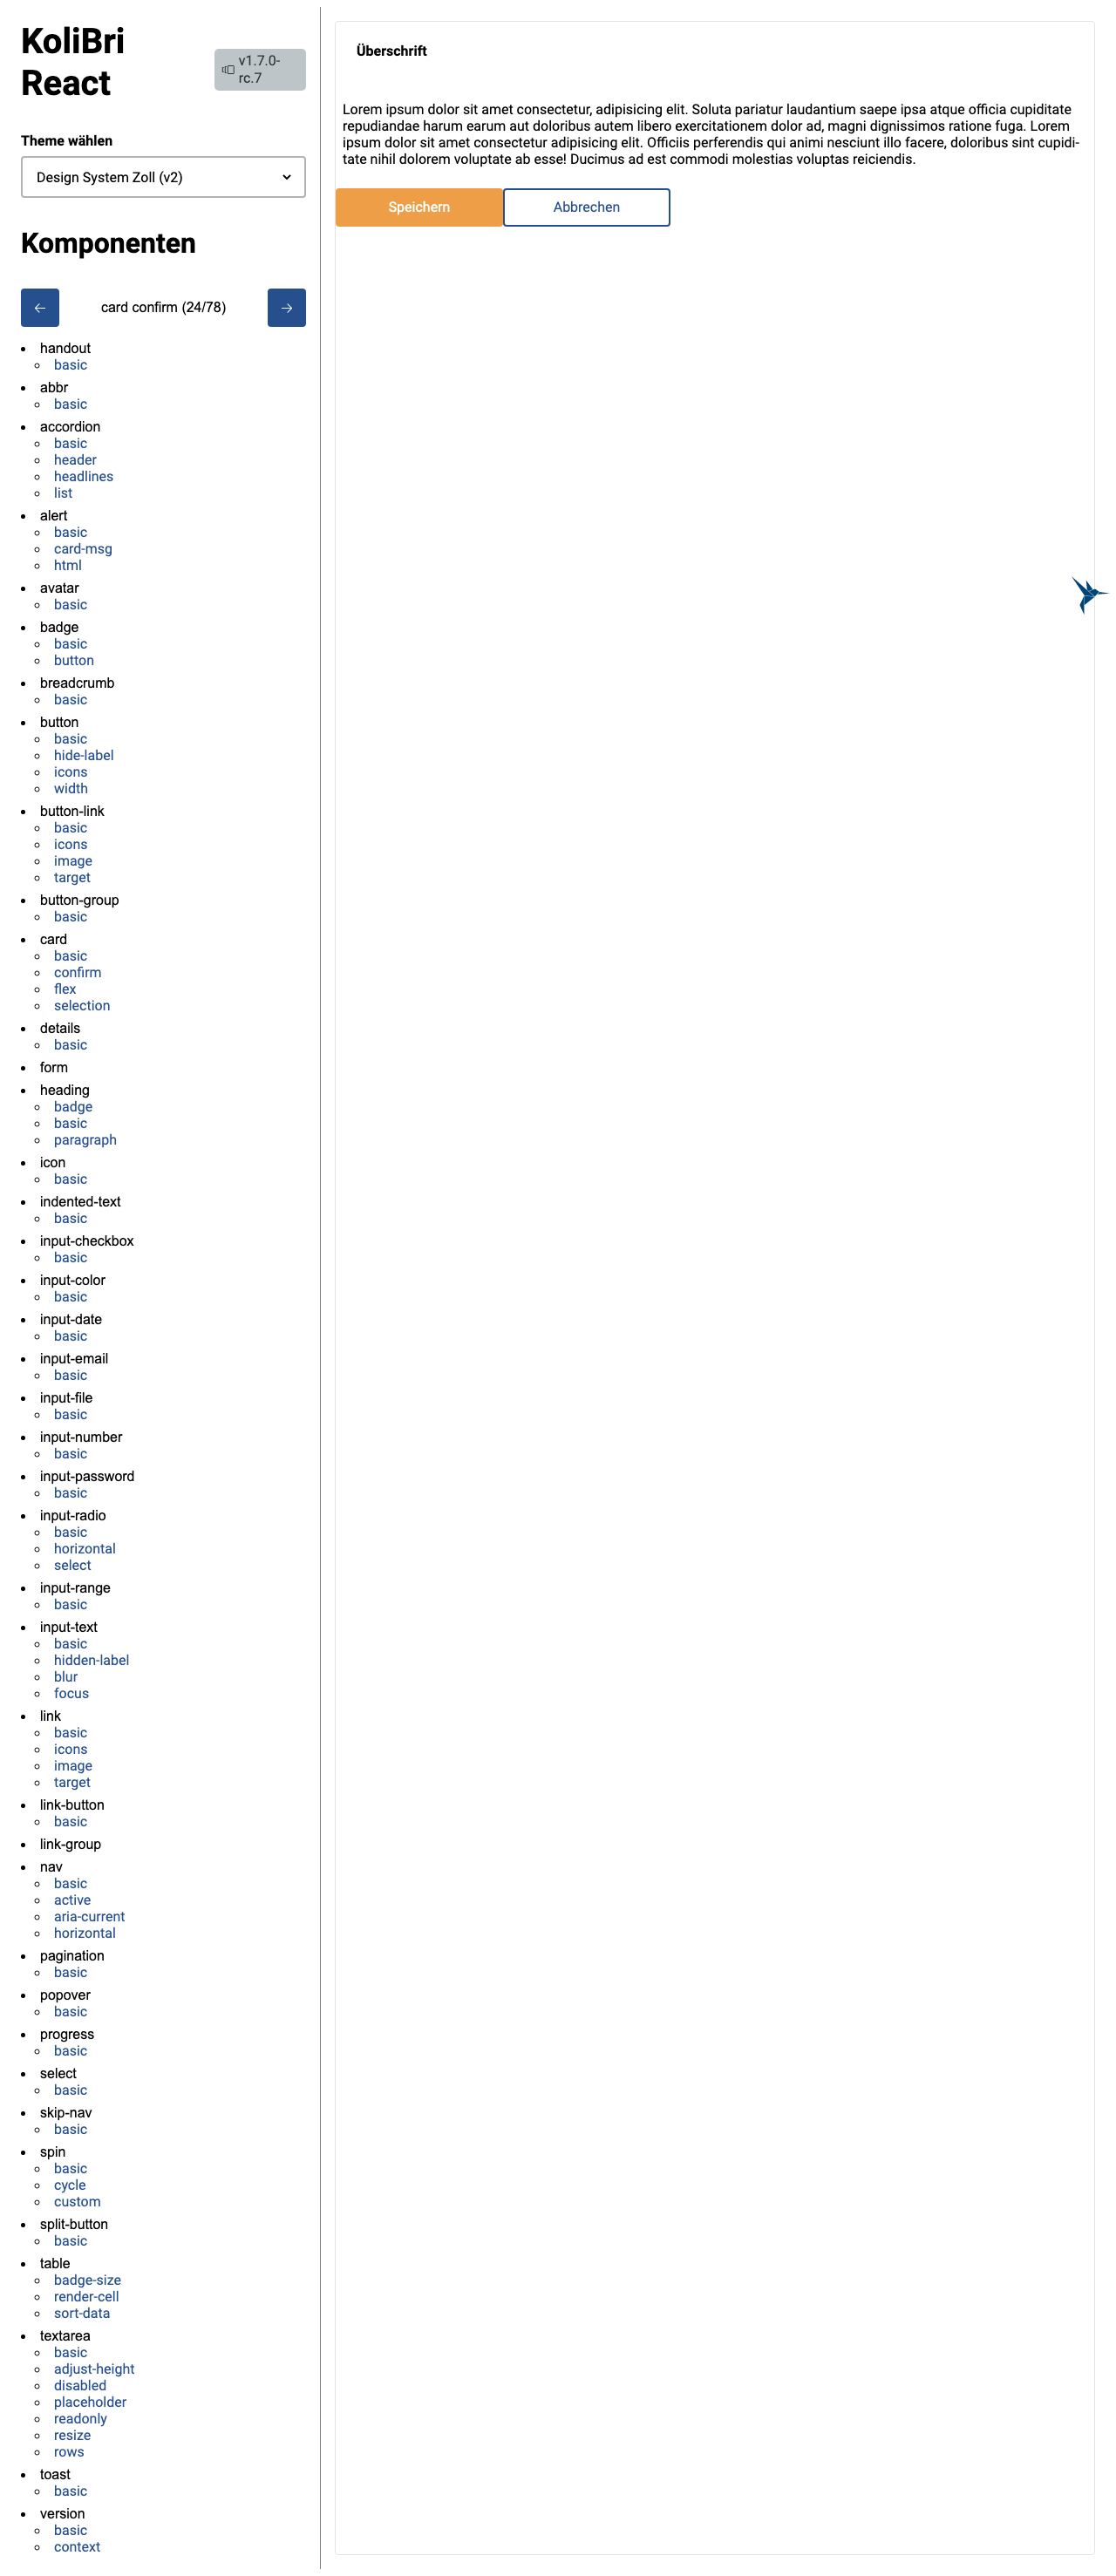 KoliBri
React
v1.7.0-
rc.7
Theme wählen
Design System Zoll (v2)
Komponenten
card confirm (24/78)
handout
basic
abbr
basic
accordion
basic
header
headlines
list
alert
basic
card-msg
html
avatar
basic
badge
basic
button
breadcrumb
basic
button
basic
hide-label
icons
width
button-link
basic
icons
image
target
button-group
basic
card
basic
confirm
flex
selection
details
basic
form
heading
badge
basic
paragraph
icon
basic
indented-text
basic
input-checkbox
basic
input-color
basic
input-date
basic
input-email
basic
input-file
basic
input-number
basic
input-password
basic
input-radio
basic
horizontal
select
input-range
basic
input-text
basic
hidden-label
blur
focus
link
basic
icons
image
target
link-button
basic
link-group
nav
basic
active
aria-current
horizontal
pagination
basic
popover
basic
progress
basic
select
basic
skip-nav
basic
spin
basic
cycle
custom
split-button
basic
table
badge-size
render-cell
sort-data
textarea
basic
adjust-height
disabled
placeholder
readonly
resize
rows
toast
basic
version
basic
context
Überschrift
Lorem ipsum dolor sit amet consectetur, adipisicing elit. Soluta pariatur laudantium saepe ipsa atque officia cupiditate
repudiandae harum earum aut doloribus autem libero exercitationem dolor ad, magni dignissimos ratione fuga. Lorem
ipsum dolor sit amet consectetur adipisicing elit. Officiis perferendis qui animi nesciunt illo facere, doloribus sint cupidi-
tate nihil dolorem voluptate ab esse! Ducimus ad est commodi molestias voluptas reiciendis.
Speichern
Abbrechen